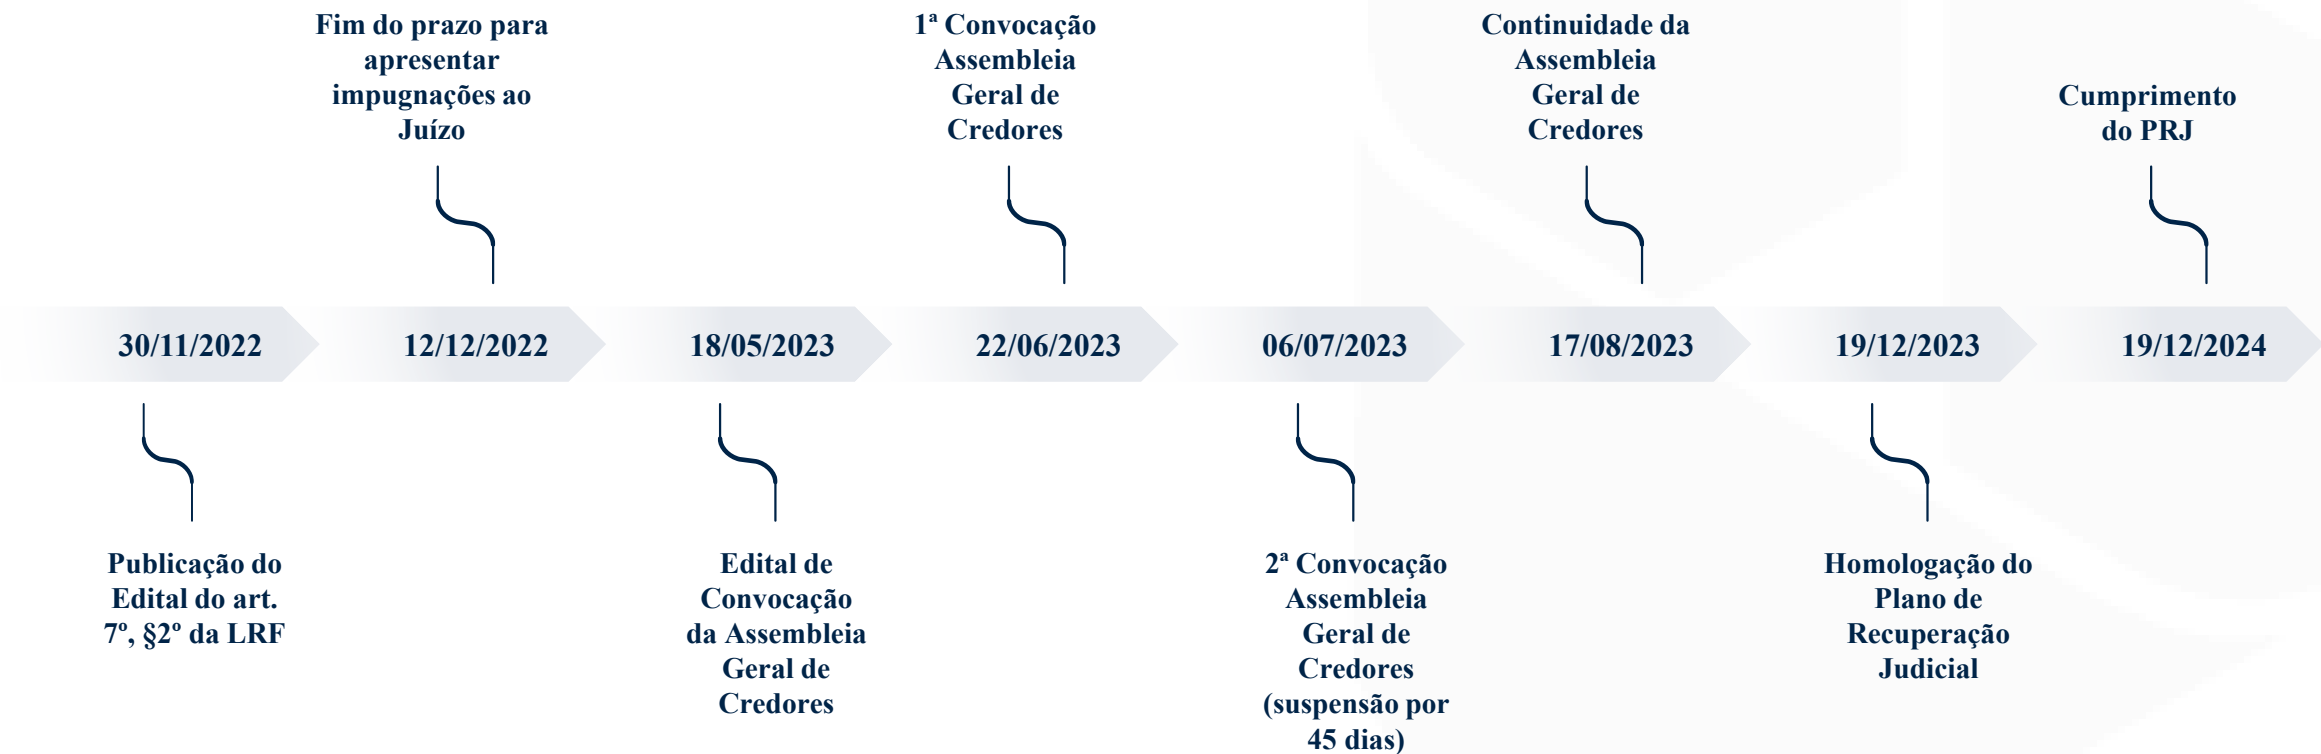 Fim do prazo para
apresentar
impugnações ao
Juízo
1ª Convocação
Assembleia
Geral de
Credores
Continuidade da
Assembleia
Geral de
Credores
Cumprimento
do PRJ
30/11/2022
12/12/2022
18/05/2023
22/06/2023
06/07/2023
17/08/2023
19/12/2023
19/12/2024
Publicação do
Edital do art.
7º, §2º da LRF
Edital de
Convocação
da Assembleia
Geral de
Credores
2ª Convocação
Assembleia
Geral de
Credores
(suspensão por
45 dias)
Homologação do
Plano de
Recuperação
Judicial